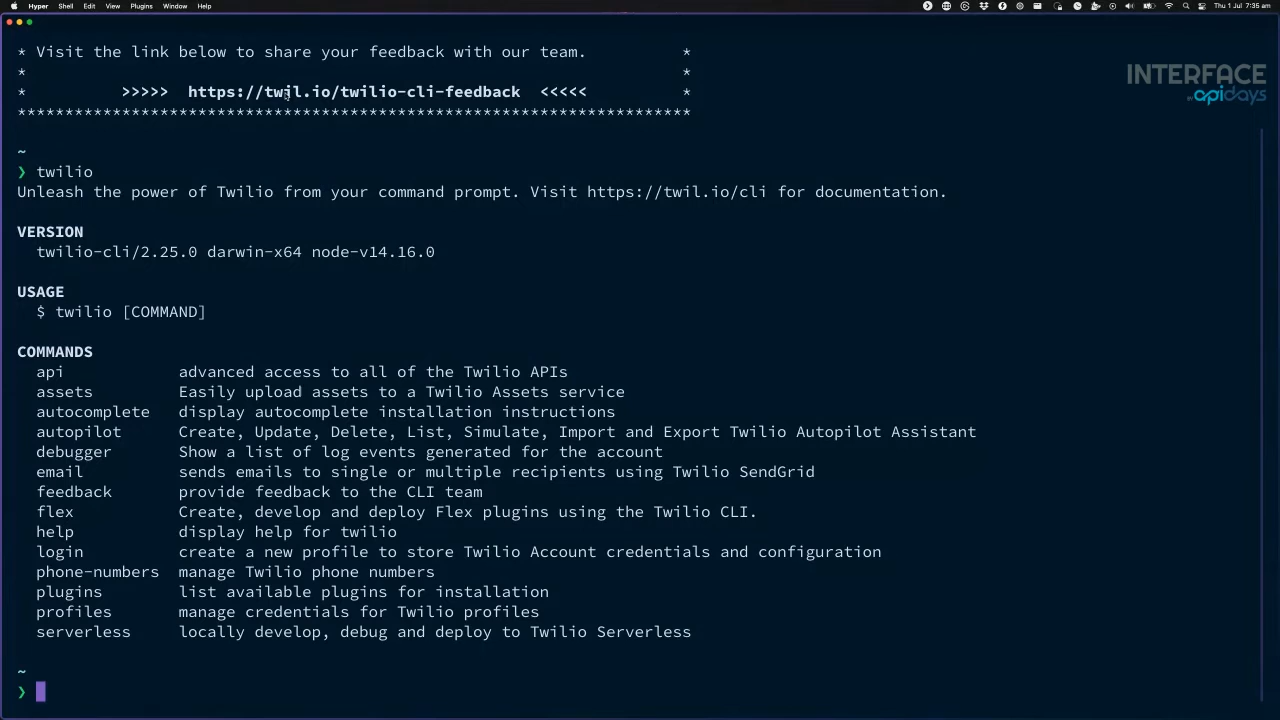 Hyper Shell Edit View Plugins Window Help Thu 1 Jul 7:35 am
* Visit the link below to share your feedback with our team. *
* *
* >>>>> https://twil.io/twilio-cli-feedback <<<<< *
***********************************************************************
~
❯ twilio
Unleash the power of Twilio from your command prompt. Visit https://twil.io/cli for documentation.
VERSION
twilio-cli/2.25.0 darwin-x64 node-v14.16.0
USAGE
$ twilio [COMMAND]
COMMANDS
api advanced access to all of the Twilio APIs
assets Easily upload assets to a Twilio Assets service
autocomplete display autocomplete installation instructions
autopilot Create, Update, Delete, List, Simulate, Import and Export Twilio Autopilot Assistant
debugger Show a list of log events generated for the account
email sends emails to single or multiple recipients using Twilio SendGrid
feedback provide feedback to the CLI team
flex Create, develop and deploy Flex plugins using the Twilio CLI.
help display help for twilio
login create a new profile to store Twilio Account credentials and configuration
phone-numbers manage Twilio phone numbers
plugins list available plugins for installation
profiles manage credentials for Twilio profiles
serverless locally develop, debug and deploy to Twilio Serverless
~
❯
INTERFACE
BY apidays